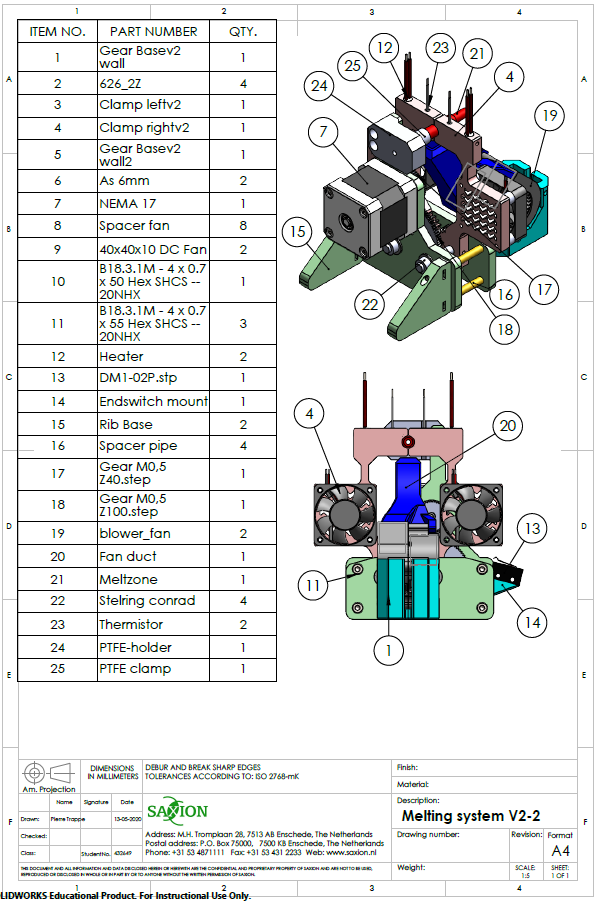 1 2 3 4
ITEM NO. PART NUMBER QTY.
1 Gear Basev2 wall 1
2 626_2Z 4
3 Clamp leftv2 1
4 Clamp rightv2 1
5 Gear Basev2 wall2 1
6 As 6mm 2
7 NEMA 17 1
8 Spacer fan 8
9 40x40x10 DC Fan 2
10 B18.3.1M - 4 x 0.7 x 50 Hex SHCS -- 20NHX 1
11 B18.3.1M - 4 x 0.7 x 55 Hex SHCS -- 20NHX 3
12 Heater 2
13 DM1-02P.stp 1
14 Endswitch mount 1
15 Rib Base 2
16 Spacer pipe 4
17 Gear M0,5 Z40.step 1
18 Gear M0,5 Z100.step 1
19 blower_fan 2
20 Fan duct 1
21 Meltzone 1
22 Stelring conrad 4
23 Thermistor 2
24 PTFE-holder 1
25 PTFE clamp 1
12 23 21 4
25
24
19
7
15
22
16 17
18
4 20
13
11
14
1
A A
B B
C C
D D
E E
F F
Am. Projection
DIMENSIONS
IN MILLIMETERS
DEBUR AND BREAK SHARP EDGES
TOLERANCES ACCORDING TO: ISO 2768-mK
Name Signature Date
Drawn: Pierre Trappe 13-05-2020
Checked:
Class: StudentNo. 432649
SAXION
Address: M.H. Tromplaan 28, 7513 AB Enschede, The Netherlands
Postal address: P.O. Box 75000, 7500 KB Enschede, The Netherlands
Phone: +31 53 4871111 Fax: +31 53 431 2233 Web: www.saxion.nl
THIS DOCUMENT AND ALL INFORMATION AND DATA DISCLOSED HEREIN OR HEREWITH ARE THE CONFIDENTIAL AND PROPRIETARY PROPERTY OF SAXION AND ARE NOT TO BE USED,
REPRODUCED OR DISCLOSED IN WHOLE OR IN PART BY OR TO ANYONE WITHOUT THE WRITTEN PERMISSION OF SAXION.
Finish:
Material:
Description:
Melting system V2-2
Drawing number: Revision: Format
A4
Weight: SCALE: 1:5 SHEET: 1 OF 1
1 2 3 4
LIDWORKS Educational Product. For Instructional Use Only.